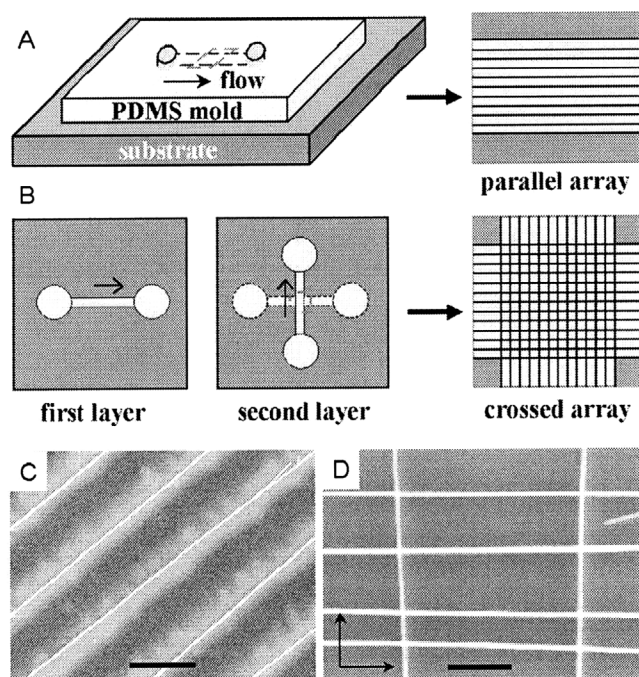 A
flow
PDMS mold
substrate
parallel array
B
first layer
second layer
crossed array
C
D